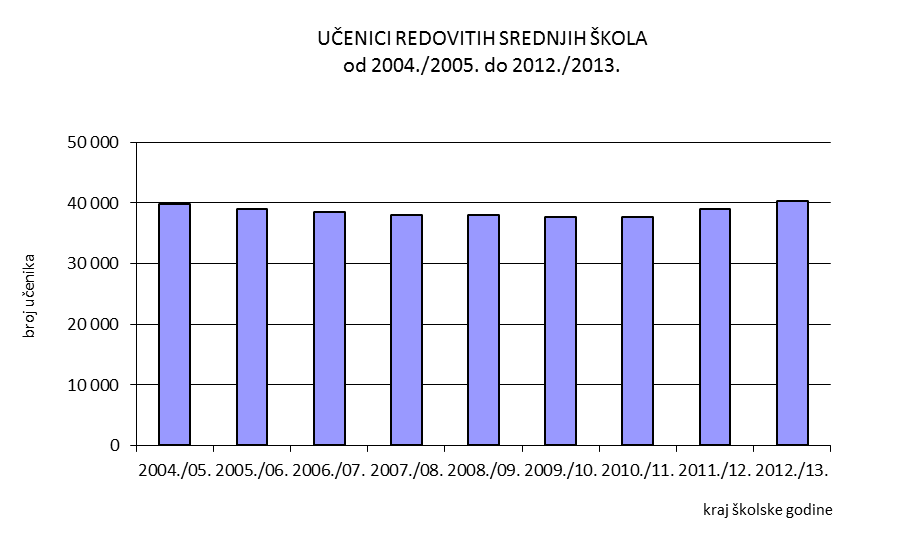 UČENICI REDOVITIH SREDNJIH ŠKOLA
od 2004./2005. do 2012./2013.
50 000
40 000
30 000
20 000
10 000
0
broj učenika
2004./05. 2005./06. 2006./07. 2007./08. 2008./09. 2009./10. 2010./11. 2011./12. 2012./13.
kraj školske godine